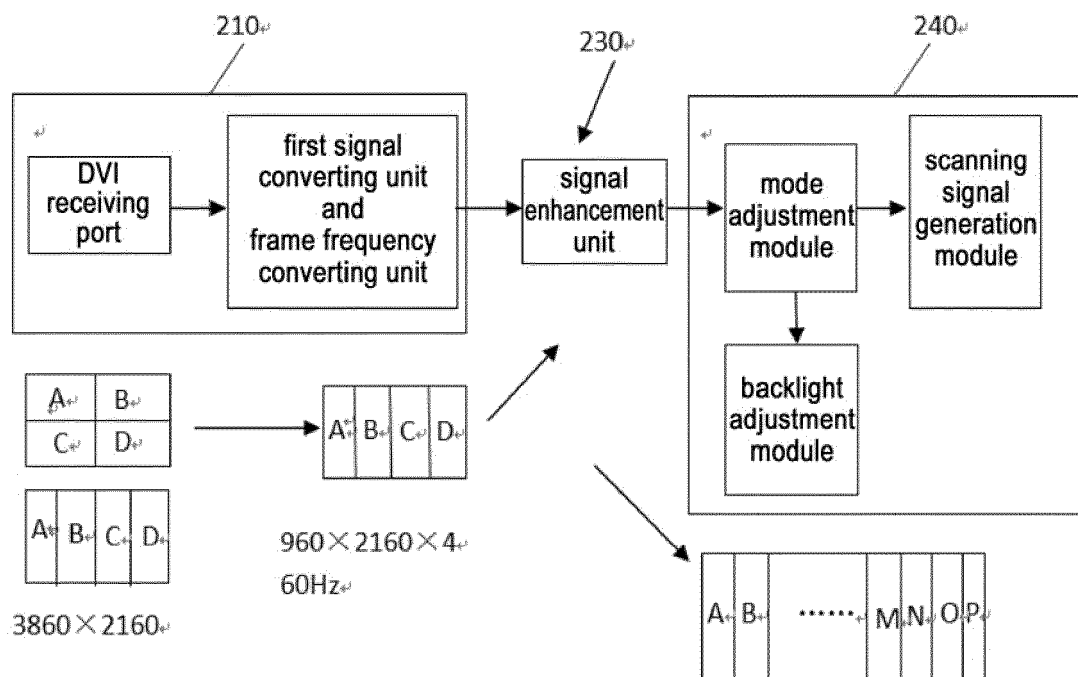 210↵
230↵
240↵
↵
DVI
receiving
port
first signal
converting unit
and
frame frequency
converting unit
signal
enhancement
unit
↵
mode
adjustment
module
scanning
signal
generation
module
backlight
adjustment
module
A↵ B↵
C↵ D↵
A↵ B↵ C↵ D↵
3860×2160↵
A↵ B↵ C↵ D↵
960×2160×4↵
60Hz↵
A↵ B↵ ……↵ M↵ N↵ O↵ P↵